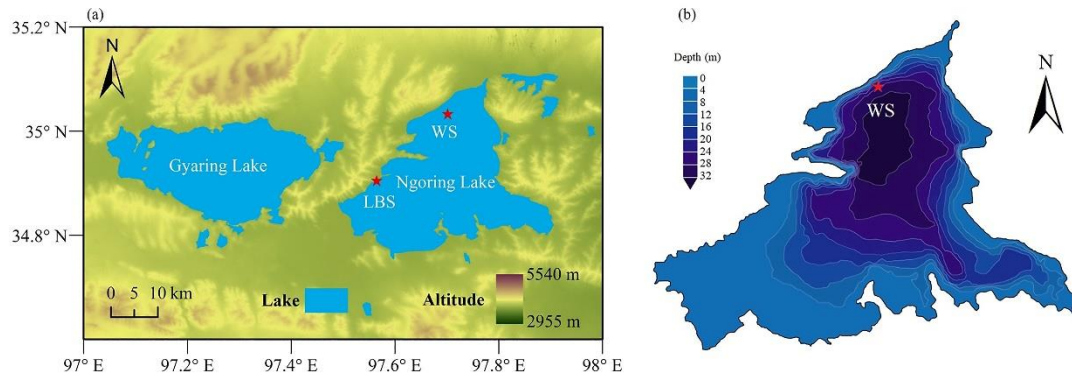 (a)
35.2° N
35° N
34.8° N
N
WS
Gyaring Lake
Ngoring Lake
LBS
0 5 10 km
Lake
Altitude
5540 m
2955 m
97° E
97.2° E
97.4° E
97.6° E
97.8° E
98° E
(b)
Depth (m)
0
4
8
12
16
20
24
28
32
WS
N